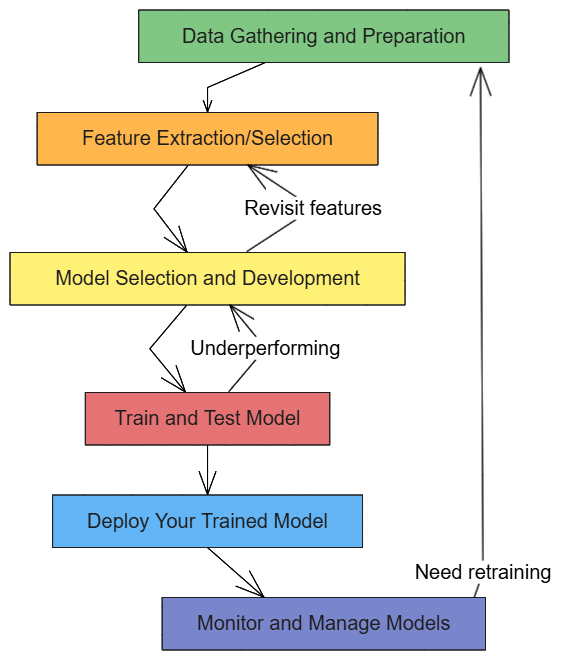 Data Gathering and Preparation
Feature Extraction/Selection
Revisit features
Model Selection and Development
Underperforming
Train and Test Model
Deploy Your Trained Model
Need retraining
Monitor and Manage Models